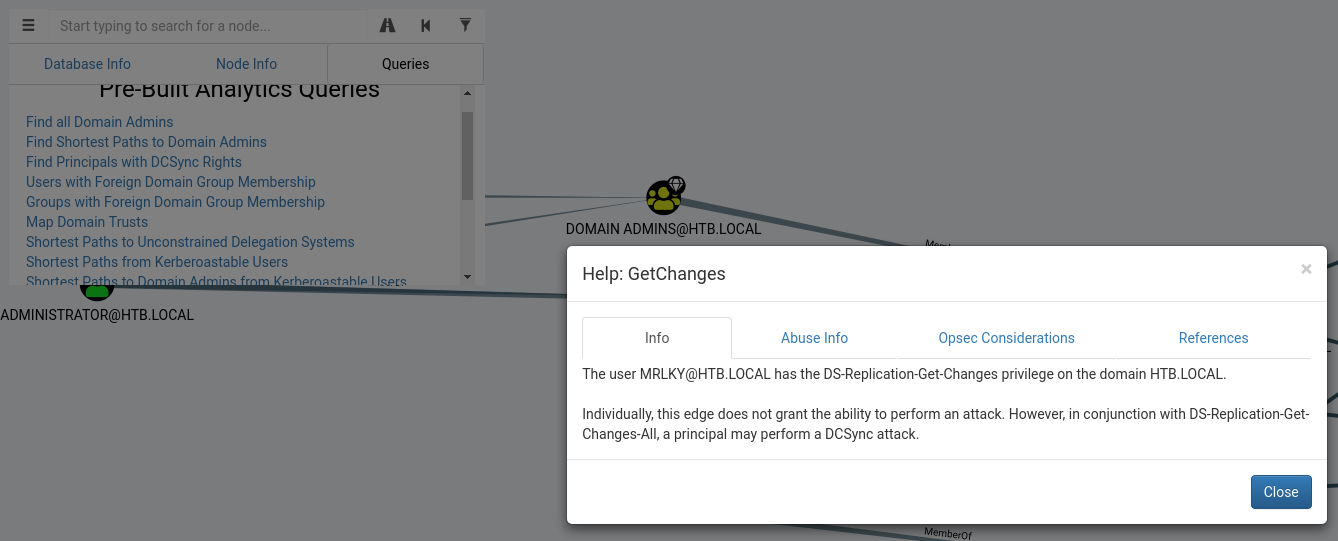 Start typing to search for a node...
Database Info
Node Info
Queries
Pre-Built Analytics Queries
Find all Domain Admins
Find Shortest Paths to Domain Admins
Find Principals with DCSync Rights
Users with Foreign Domain Group Membership
Groups with Foreign Domain Group Membership
Map Domain Trusts
Shortest Paths to Unconstrained Delegation Systems
Shortest Paths from Kerberoastable Users
Shortest Paths to Domain Admins from Kerberoastable Users
DOMAIN ADMINS@HTB.LOCAL
ADMINISTRATOR@HTB.LOCAL
Help: GetChanges
×
Info
Abuse Info
Opsec Considerations
References
The user MRLKY@HTB.LOCAL has the DS-Replication-Get-Changes privilege on the domain HTB.LOCAL.
Individually, this edge does not grant the ability to perform an attack. However, in conjunction with DS-Replication-Get-
Changes-All, a principal may perform a DCSync attack.
Close
MemberOf